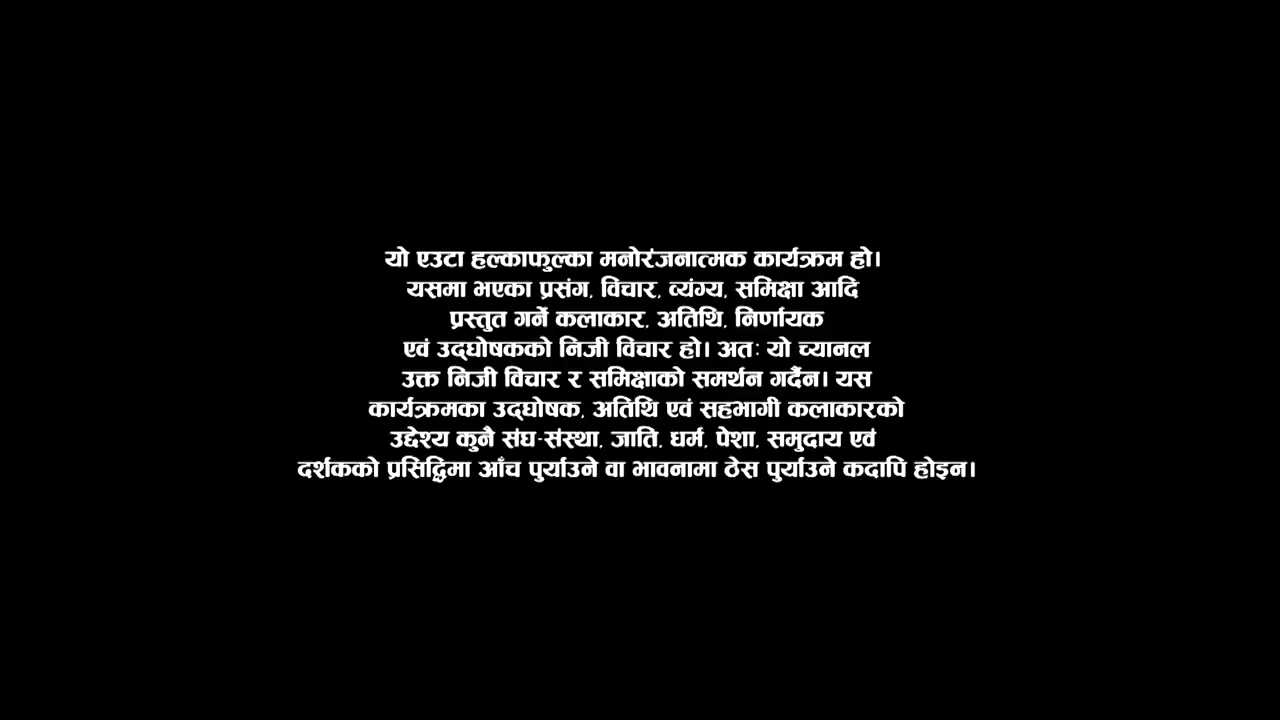 यो एउटा हल्काफुल्का मनोरंजनात्मक कार्यक्रम हो।
यसमा भएका प्रसंग, विचार, व्यंग्य, समिक्षा आदि
प्रस्तुत गर्ने कलाकार, अतिथि, निर्णायक
एवं उद्घोषकको निजी विचार हो। अतः यो च्यानल
उक्त निजी विचार र समिक्षाको समर्थन गर्दैन। यस
कार्यक्रमका उद्घोषक, अतिथि एवं सहभागी कलाकारको
उद्देश्य कुनै संघ-संस्था, जाति, धर्म, पेशा, समुदाय एवं
दर्शकको प्रसिद्धिमा आँच पुर्याउने वा भावनामा ठेस पुर्याउने कदापि होइन।